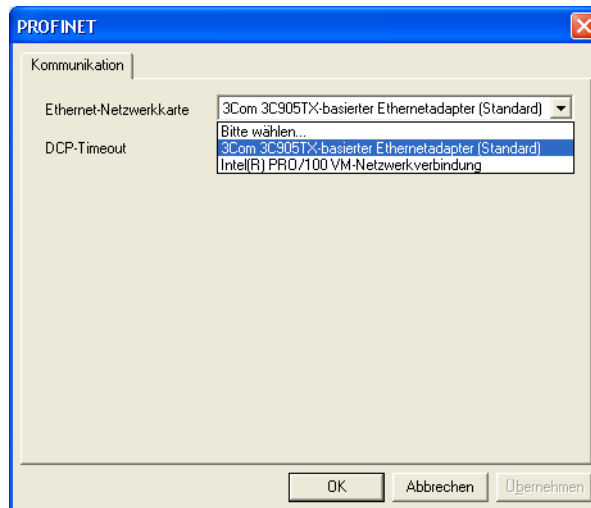 PROFINET
Kommunikation
Ethernet-Netzwerkkarte 3Com 3C905TX-basierter Ethernetadapter (Standard)
Bitte wählen...
DCP-Timeout 3Com 3C905TX-basierter Ethernetadapter (Standard)
Intel(R) PRO/100 VM-Netzwerkverbindung
OK Abbrechen Übernehmen